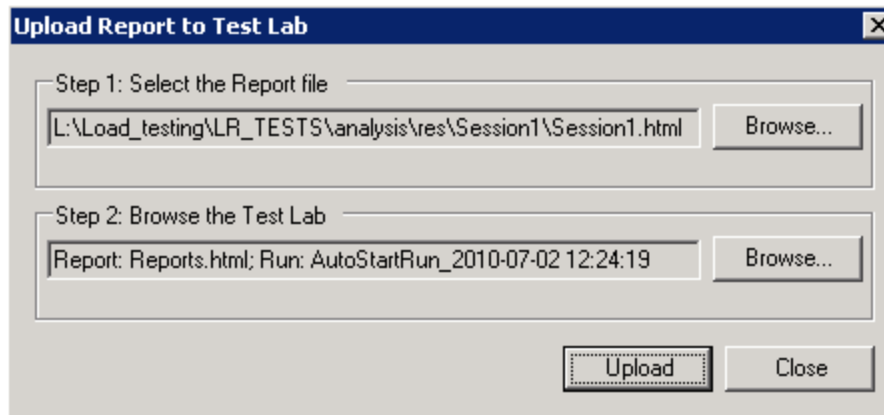 Upload Report to Test Lab
Step 1: Select the Report file
L:\Load_testing\LR_TESTS\analysis\res\Session1\Session1.html
Browse...
Step 2: Browse the Test Lab
Report: Reports.html; Run: AutoStartRun_2010-07-02 12:24:19
Browse...
Upload
Close